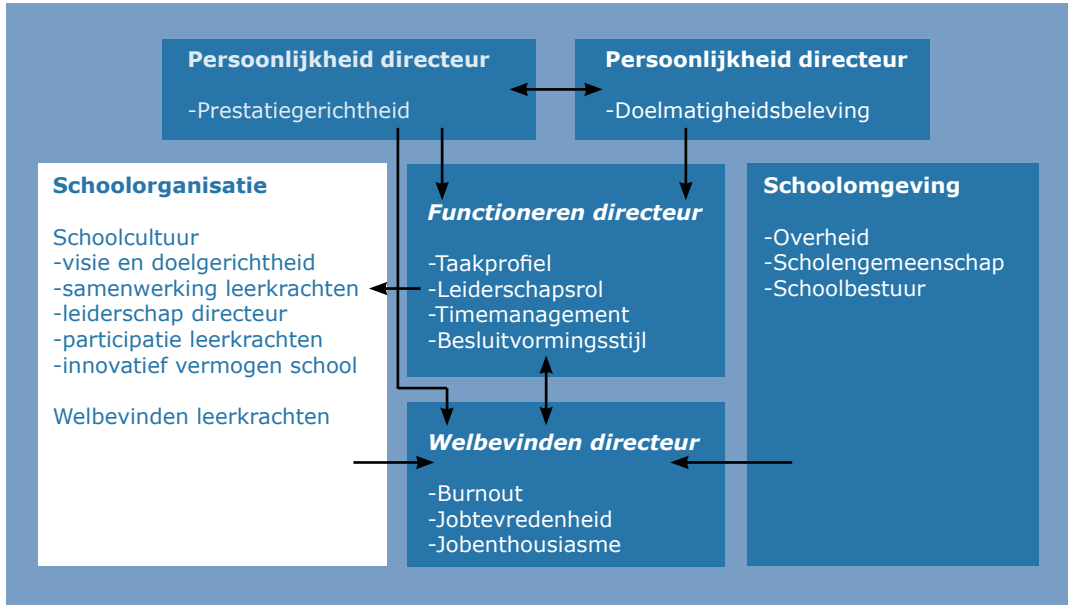 Persoonlijkheid directeur
-Prestatiegerichtheid
Persoonlijkheid directeur
-Doelmatigheidsbeleving
Schoolorganisatie
Schoolcultuur
-visie en doelgerichtheid
-samenwerking leerkrachten
-leiderschap directeur
-participatie leerkrachten
-innovatief vermogen school
Welbevinden leerkrachten
Functioneren directeur
-Taakprofiel
-Leiderschapsrol
-Timemanagement
-Besluitvormingsstijl
Welbevinden directeur
-Burnout
-Jobtevredenheid
-Jobenthousiasme
Schoolomgeving
-Overheid
-Scholengemeenschap
-Schoolbestuur